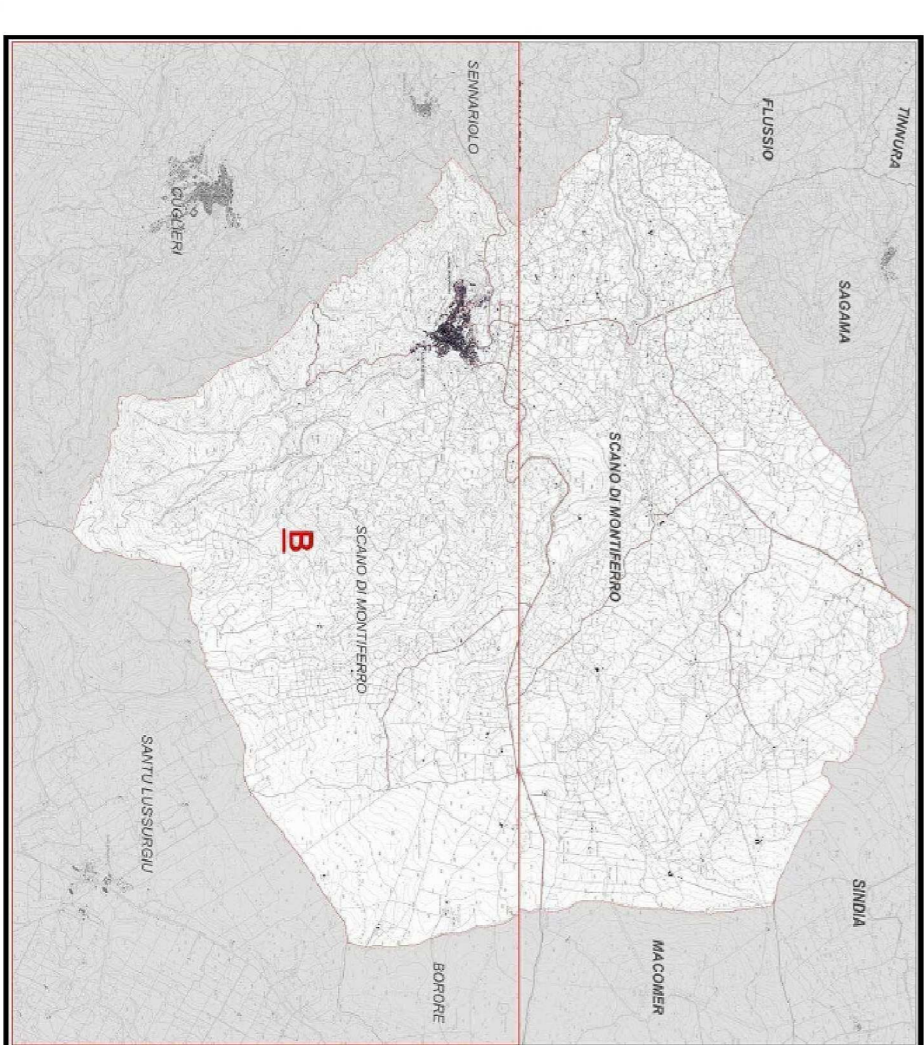 TINNURA
FLUSSIO
SENNARIOLO
CUGLIERI
SAGAMA
SCANO DI MONTIFERRO
SCANO DI MONTIFERRO
B
SANTU LUSSURGIU
SINDIA
MACOMER
BORORE